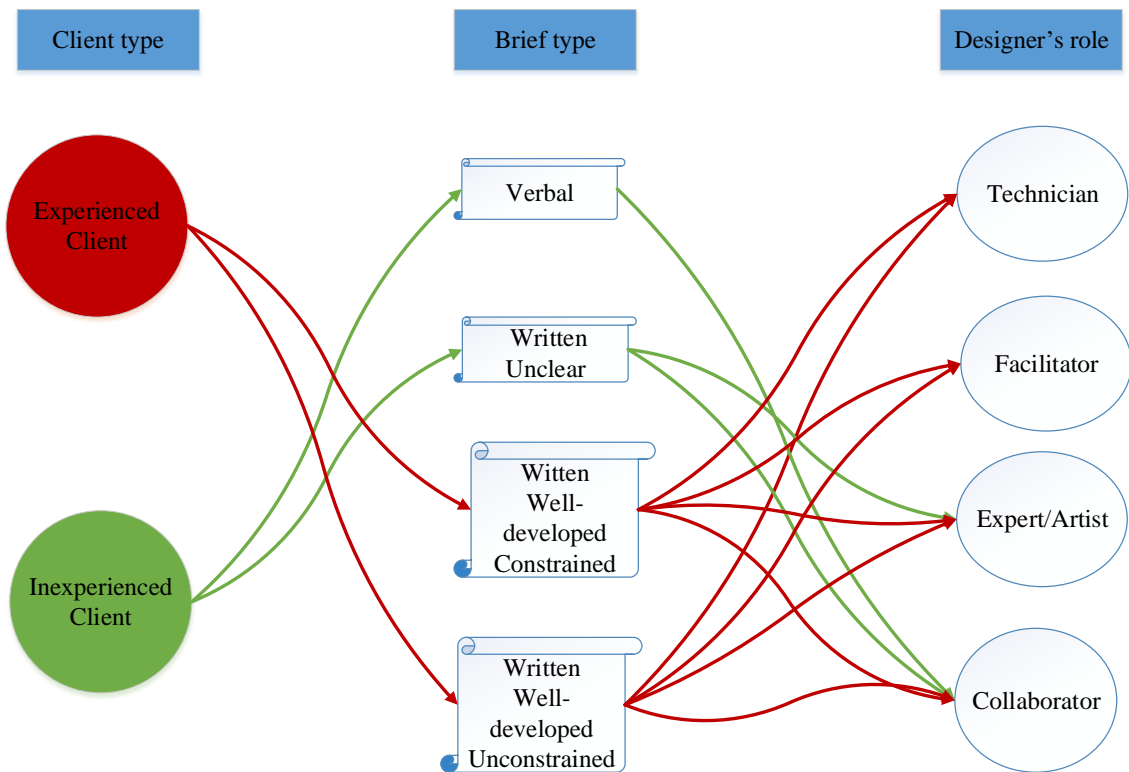 Client type
Brief type
Designer's role
Experienced
Client
Inexperienced
Client
Verbal
Written
Unclear
Witten
Well-
developed
Constrained
Written
Well-
developed
Unconstrained
Technician
Facilitator
Expert/Artist
Collaborator